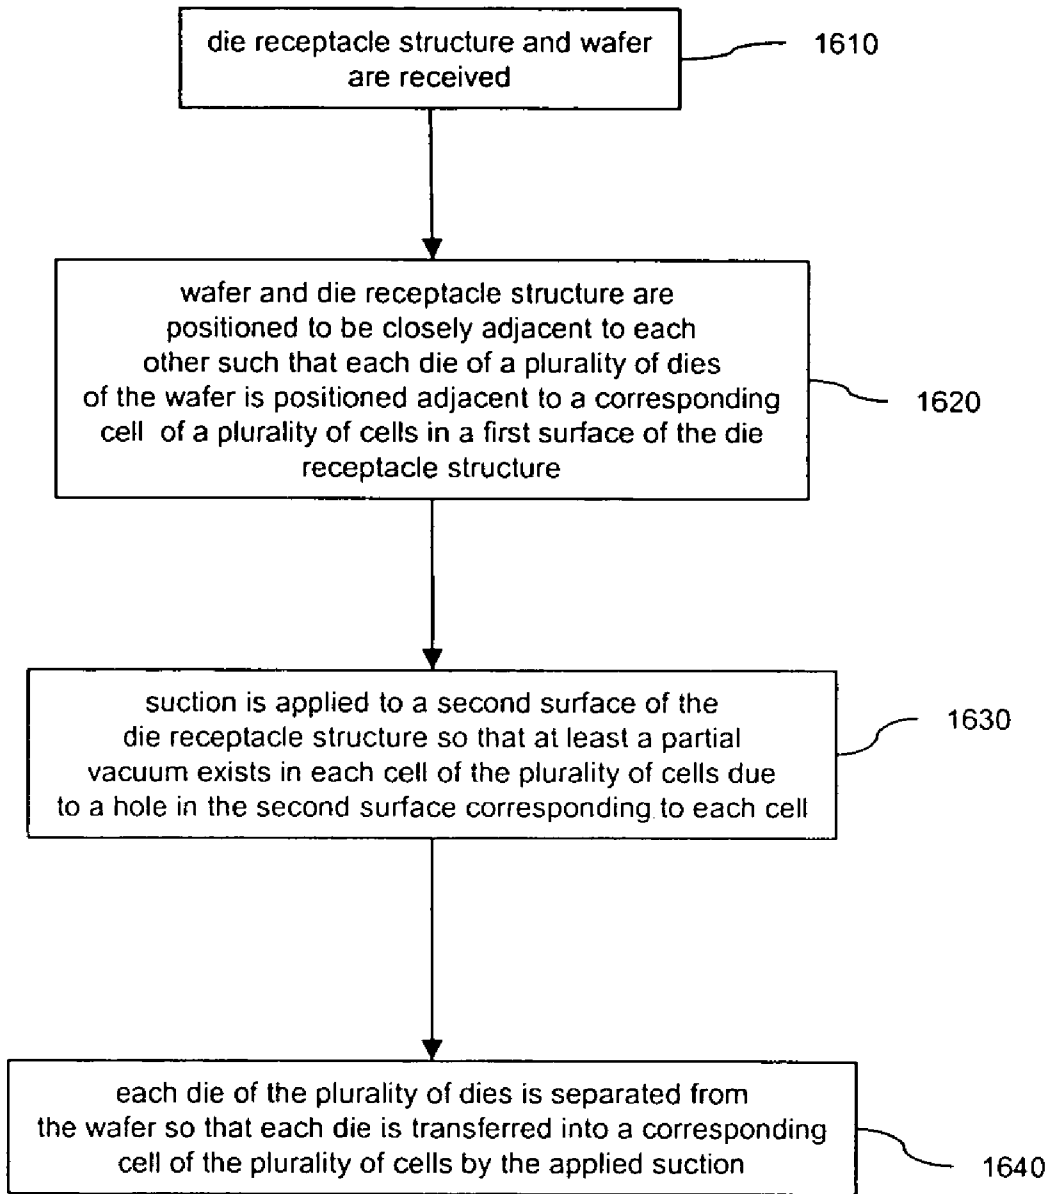 die receptacle structure and wafer
are received
1610
wafer and die receptacle structure are
positioned to be closely adjacent to each
other such that each die of a plurality of dies
of the wafer is positioned adjacent to a corresponding
cell of a plurality of cells in a first surface of the die
receptacle structure
1620
suction is applied to a second surface of the
die receptacle structure so that at least a partial
vacuum exists in each cell of the plurality of cells due
to a hole in the second surface corresponding to each cell
1630
each die of the plurality of dies is separated from
the wafer so that each die is transferred into a corresponding
cell of the plurality of cells by the applied suction
1640